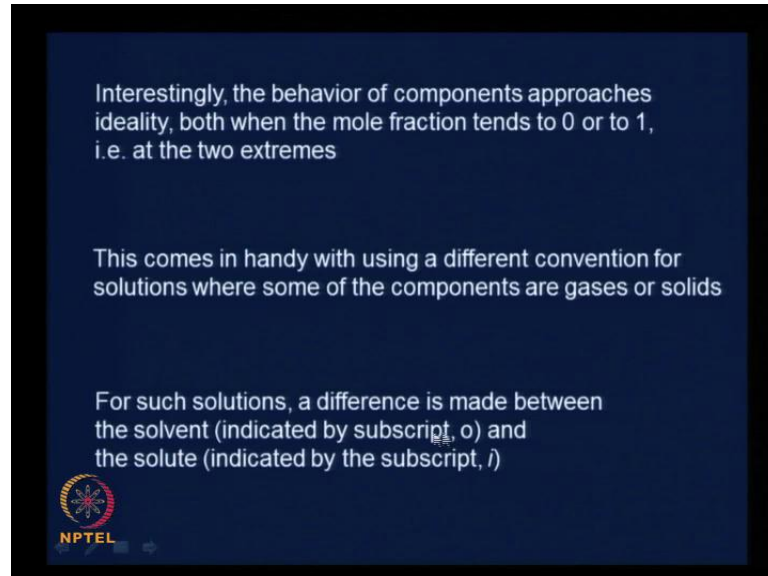 Interestingly, the behavior of components approaches
ideality, both when the mole fraction tends to 0 or to 1,
i.e. at the two extremes
This comes in handy with using a different convention for
solutions where some of the components are gases or solids
For such solutions, a difference is made between
the solvent (indicated by subscript, o) and
the solute (indicated by the subscript, i)
NPTEL